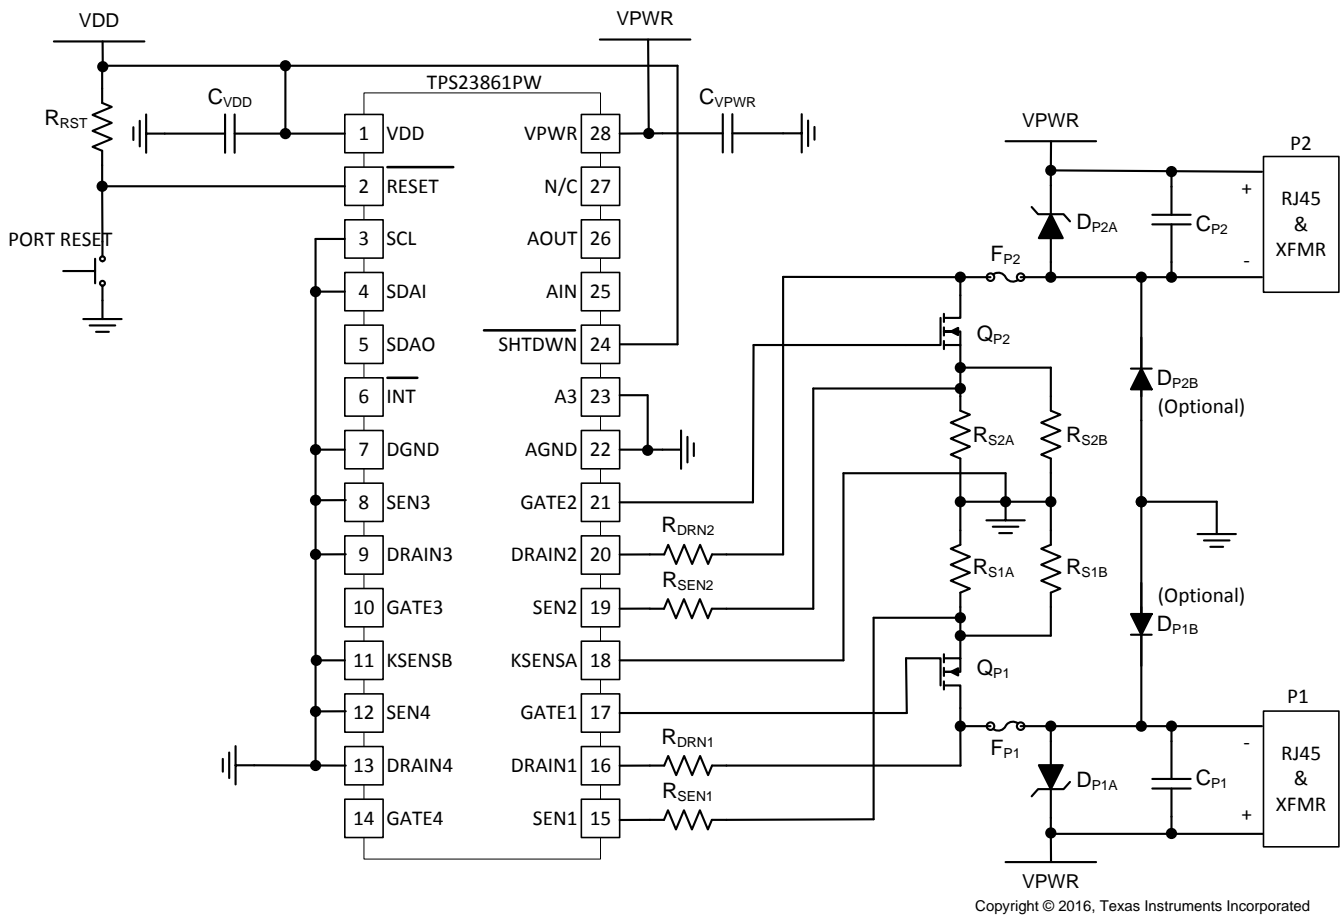 VDD
VPWR
TPS23861PW
CVDD
CVPWR
RRST
1 VDD
VPWR 28
2 RESET
N/C 27
PORT RESET
3 SCL
AOUT 26
4 SDAI
AIN 25
5 SDAO
SHTDWN 24
6 INT
A3 23
7 DGND
AGND 22
8 SEN3
GATE2 21
9 DRAIN3
DRAIN2 20
10 GATE3
SEN2 19
11 KSENSB
KSENSA 18
12 SEN4
GATE1 17
13 DRAIN4
DRAIN1 16
14 GATE4
SEN1 15
RDRN2
RSEN2
RDRN1
RSEN1
VPWR
P2
RJ45
&
XFMR
+
-
DP2A
CP2
FP2
QP2
DP2B
(Optional)
RS2A
RS2B
RS1A
RS1B
(Optional)
DP1B
QP1
FP1
DP1A
CP1
P1
-
+
RJ45
&
XFMR
VPWR
Copyright © 2016, Texas Instruments Incorporated